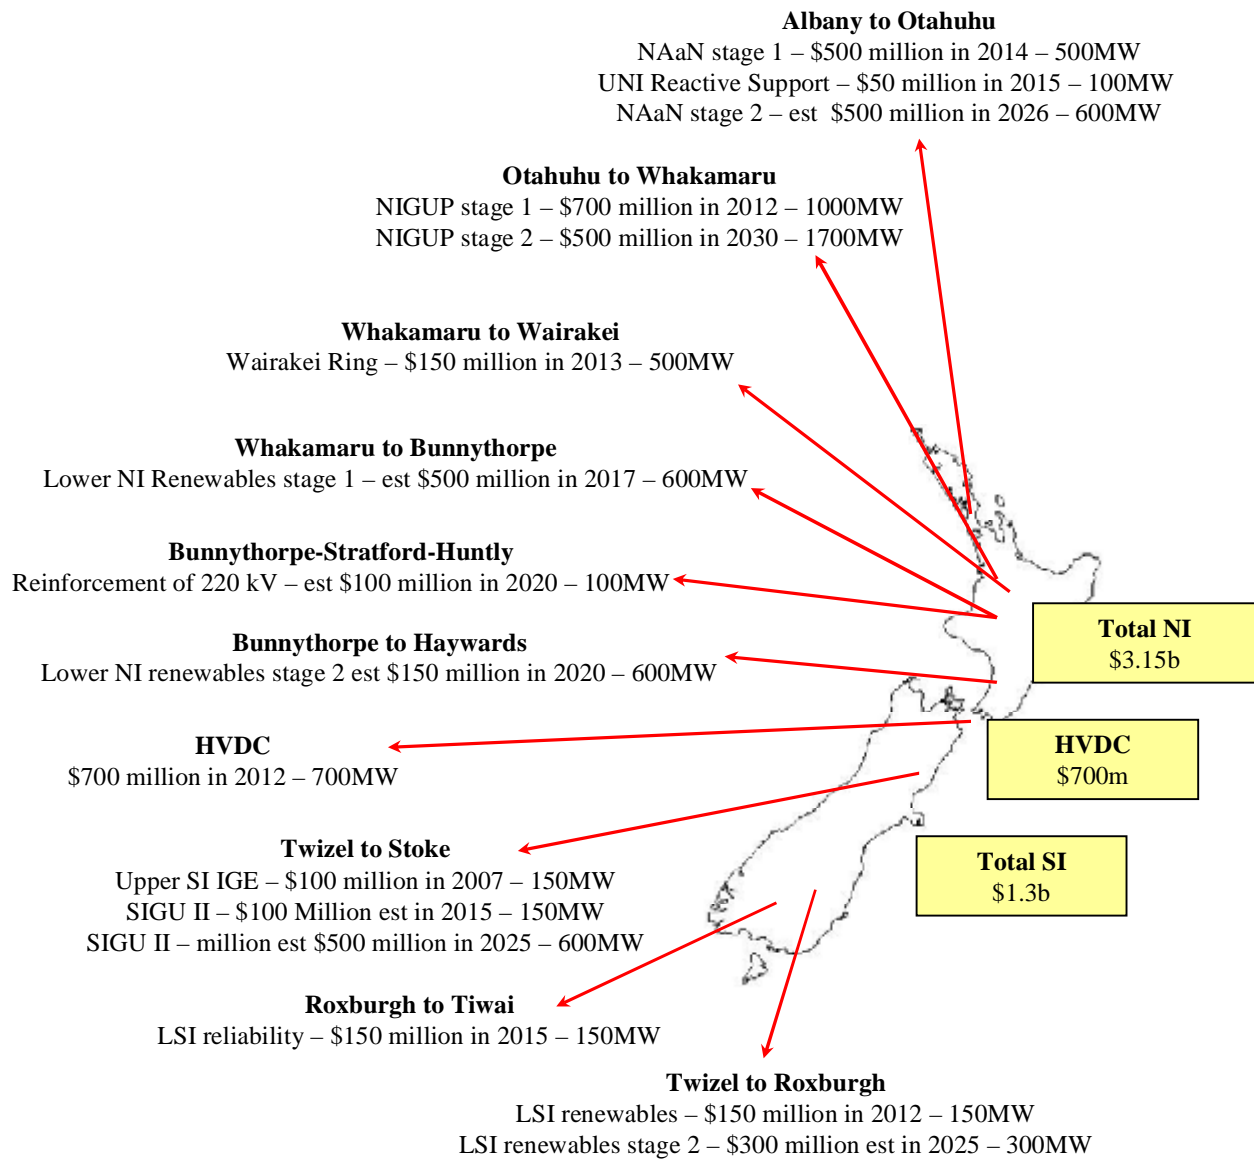 Albany to Otahuhu
NAaN stage 1 – $500 million in 2014 – 500MW
UNI Reactive Support – $50 million in 2015 – 100MW
NAaN stage 2 – est  $500 million in 2026 – 600MW
Otahuhu to Whakamaru
NIGUP stage 1 – $700 million in 2012 – 1000MW
NIGUP stage 2 – $500 million in 2030 – 1700MW
Whakamaru to Wairakei
Wairakei Ring – $150 million in 2013 – 500MW
Whakamaru to Bunnythorpe
Lower NI Renewables stage 1 – est $500 million in 2017 – 600MW
Bunnythorpe-Stratford-Huntly
Reinforcement of 220 kV – est $100 million in 2020 – 100MW
Bunnythorpe to Haywards
Lower NI renewables stage 2 est $150 million in 2020 – 600MW
Total NI
$3.15b
HVDC
$700 million in 2012 – 700MW
HVDC
$700m
Twizel to Stoke
Upper SI IGE – $100 million in 2007 – 150MW
SIGU II – $100 Million est in 2015 – 150MW
SIGU II – million est $500 million in 2025 – 600MW
Total SI
$1.3b
Roxburgh to Tiwai
LSI reliability – $150 million in 2015 – 150MW
Twizel to Roxburgh
LSI renewables – $150 million in 2012 – 150MW
LSI renewables stage 2 – $300 million est in 2025 – 300MW